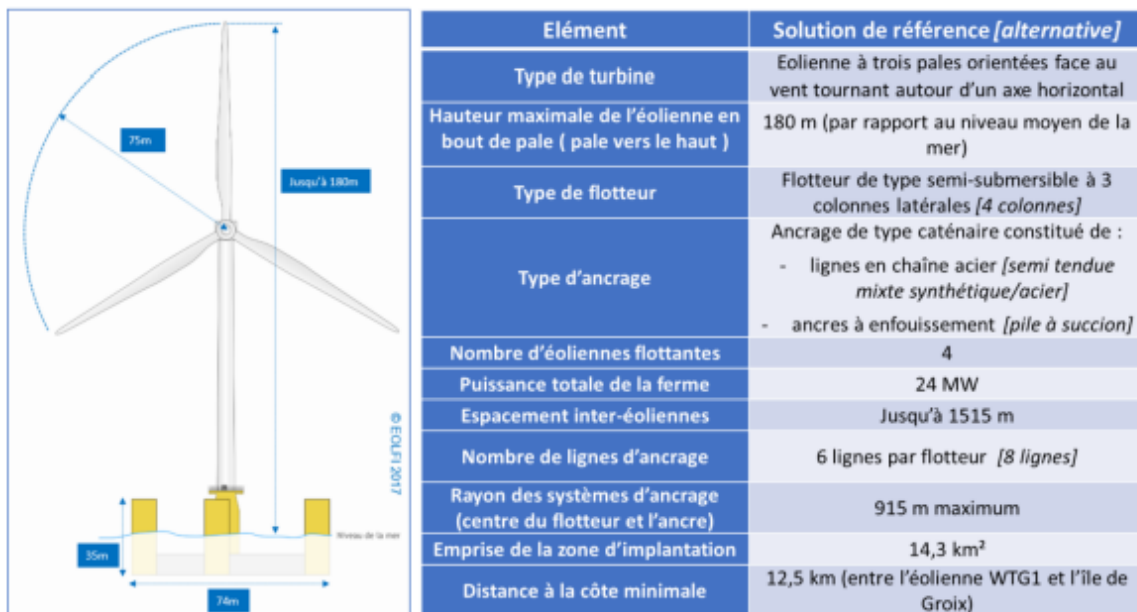 75m
Jusqu'à 180m
© EOLFI 2017
Niveau de la mer
35m
74m
Elément
Solution de référence [alternative]
Type de turbine
Eolienne à trois pales orientées face au
vent tournant autour d'un axe horizontal
Hauteur maximale de l'éolienne en
bout de pale ( pale vers le haut )
180 m (par rapport au niveau moyen de la
mer)
Type de flotteur
Flotteur de type semi-submersible à 3
colonnes latérales [4 colonnes]
Type d'ancrage
Ancrage de type caténaire constitué de :
- lignes en chaîne acier [semi tendue
mixte synthétique/acier]
- ancres à enfouissement [pile à succion]
Nombre d'éoliennes flottantes
4
Puissance totale de la ferme
24 MW
Espacement inter-éoliennes
Jusqu'à 1515 m
Nombre de lignes d'ancrage
6 lignes par flotteur [8 lignes]
Rayon des systèmes d'ancrage
(centre du flotteur et l'ancre)
915 m maximum
Emprise de la zone d'implantation
14,3 km²
Distance à la côte minimale
12,5 km (entre l'éolienne WTG1 et l'île de
Groix)